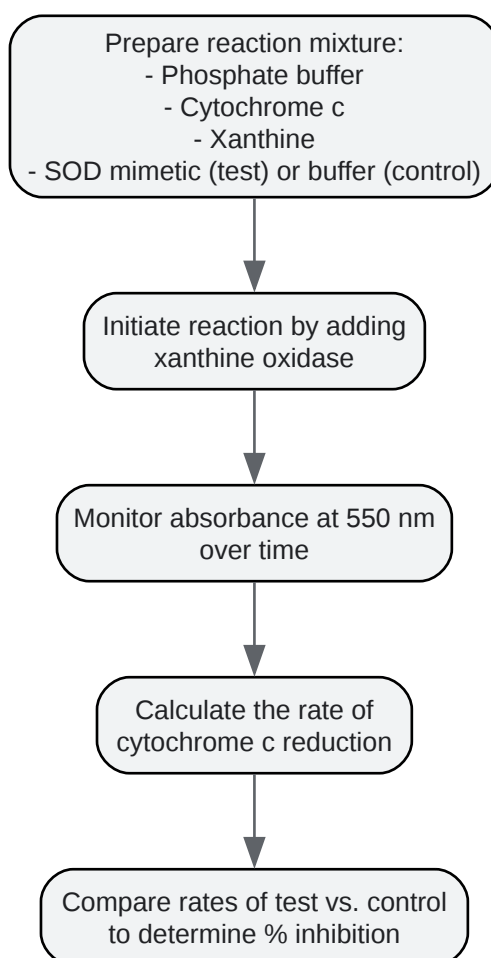 Prepare reaction mixture:
- Phosphate buffer
- Cytochrome c
- Xanthine
- SOD mimetic (test) or buffer (control)
Initiate reaction by adding
xanthine oxidase
Monitor absorbance at 550 nm
over time
Calculate the rate of
cytochrome c reduction
Compare rates of test vs. control
to determine % inhibition